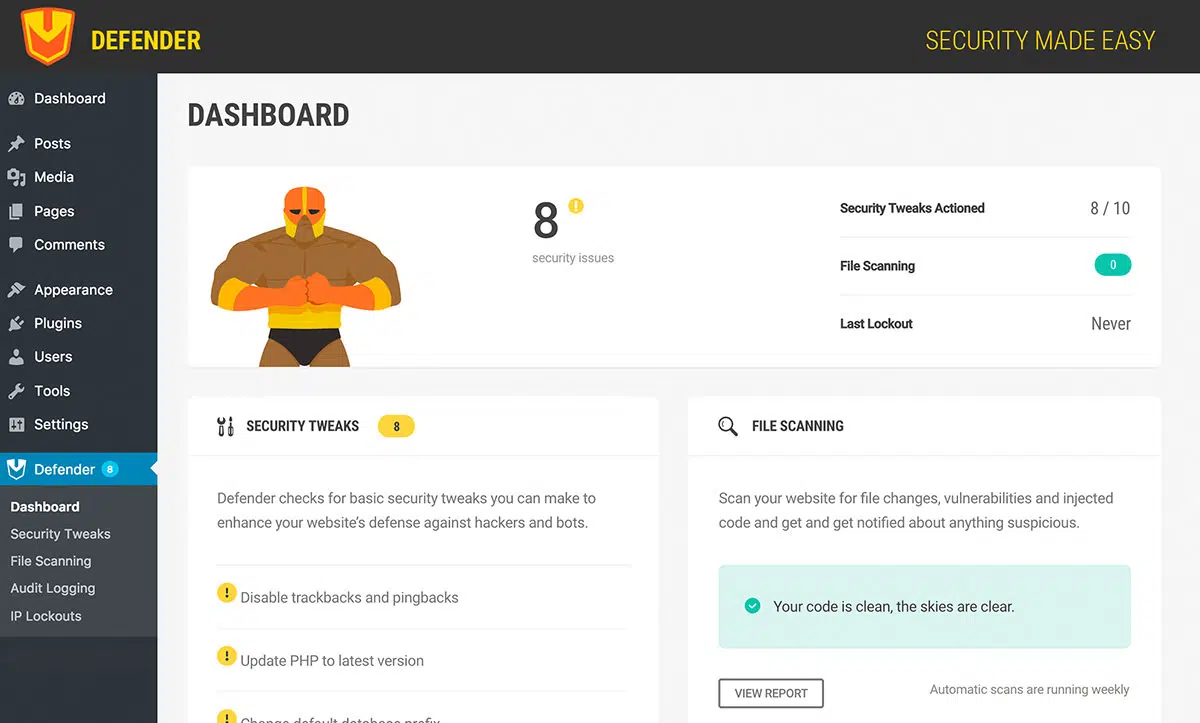 DEFENDER
SECURITY MADE EASY
Dashboard
Posts
Media
Pages
Comments
Appearance
Plugins
Users
Tools
Settings
Defender 8
Dashboard
Security Tweaks
File Scanning
Audit Logging
IP Lockouts
DASHBOARD
8
security issues
Security Tweaks Actioned 8 / 10
File Scanning 0
Last Lockout Never
SECURITY TWEAKS 8
Defender checks for basic security tweaks you can make to
enhance your website's defense against hackers and bots.
Disable trackbacks and pingbacks
Update PHP to latest version
Change default database prefix
FILE SCANNING
Scan your website for file changes, vulnerabilities and injected
code and get and get notified about anything suspicious.
Your code is clean, the skies are clear.
VIEW REPORT
Automatic scans are running weekly